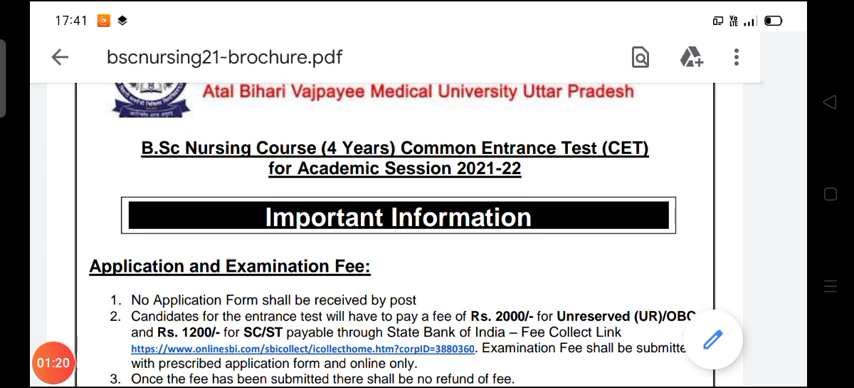 17:41
bscnursing21-brochure.pdf
Atal Bihari Vajpayee Medical University Uttar Pradesh
B.Sc Nursing Course (4 Years) Common Entrance Test (CET)
for Academic Session 2021-22
Important Information
Application and Examination Fee:
1. No Application Form shall be received by post
2. Candidates for the entrance test will have to pay a fee of Rs. 2000/- for Unreserved (UR)/OBC
and Rs. 1200/- for SC/ST payable through State Bank of India – Fee Collect Link
https://www.onlinesbi.com/sbicollect/icollecthome.htm?corpID=3880360. Examination Fee shall be submitte
with prescribed application form and online only.
3. Once the fee has been submitted there shall be no refund of fee.
01:20